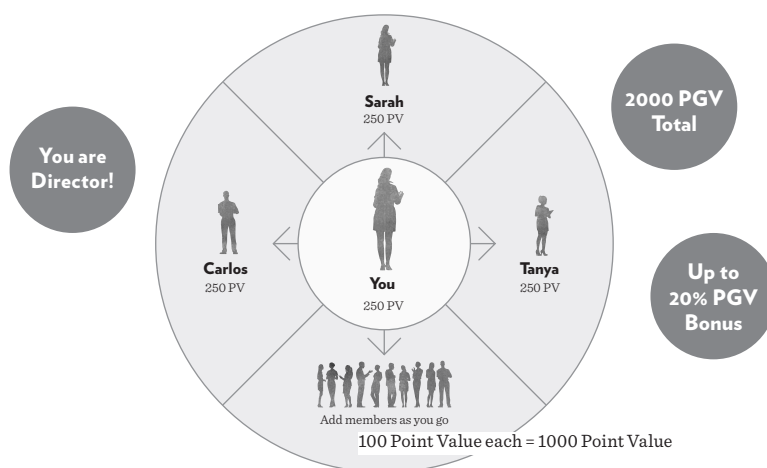 Sarah
250 PV
2000 PGV
Total
You are
Director!
Carlos
250 PV
You
250 PV
Tanya
250 PV
Up to
20% PGV
Bonus
Add members as you go
100 Point Value each = 1000 Point Value